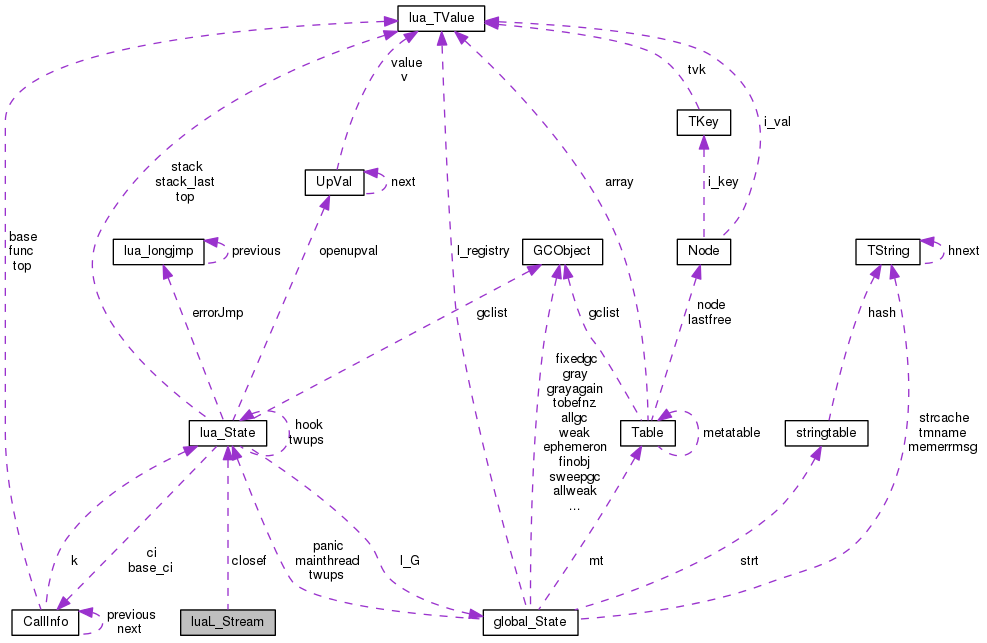 lua_TValue
value
v
tvk
TKey
i_val
stack
stack_last
top
UpVal
next
array
i_key
base
func
top
lua_longjmp
previous
openupval
l_registry
GCObject
Node
TString
hnext
errorJmp
gclist
gclist
node
lastfree
hash
fixedgc
gray
grayagain
tobefnz
allgc
weak
ephemeron
finobj
sweepgc
allweak
...
lua_State
hook
twups
Table
metatable
stringtable
strcache
tmname
memerrmsg
k
ci
base_ci
closef
panic
mainthread
twups
l_G
mt
strt
CallInfo
previous
next
luaL_Stream
global_State